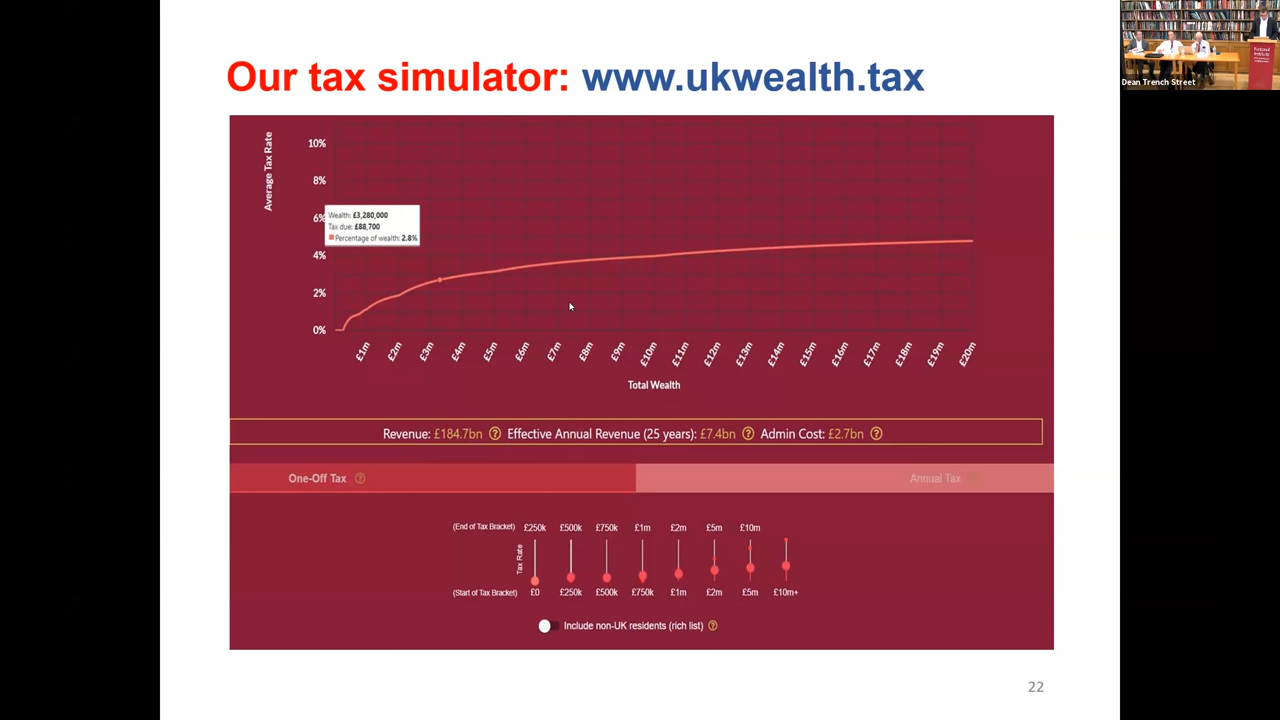 Our tax simulator: www.ukwealth.tax
Dean Trench Street
National
Institute
Average Tax Rate
10%
8%
6%
4%
2%
0%
Wealth: £3,280,000
Tax due: £88,700
Percentage of wealth: 2.8%
£1m £2m £3m £4m £5m £6m £7m £8m £9m £10m £11m £12m £13m £14m £15m £16m £17m £18m £19m £20m
Total Wealth
Revenue: £184.7bn ? Effective Annual Revenue (25 years): £7.4bn ? Admin Cost: £2.7bn ?
One-Off Tax ? Annual Tax
(End of Tax Bracket) £250k £500k £750k £1m £2m £5m £10m
Tax Rate
(Start of Tax Bracket) £0 £250k £500k £750k £1m £2m £5m £10m+
Include non-UK residents (rich list) ?
22